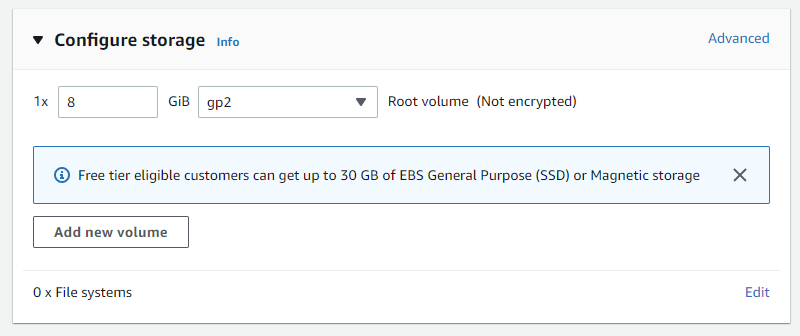 Configure storage Info Advanced
1x 8 GiB gp2 Root volume (Not encrypted)
Free tier eligible customers can get up to 30 GB of EBS General Purpose (SSD) or Magnetic storage
Add new volume
0 x File systems Edit